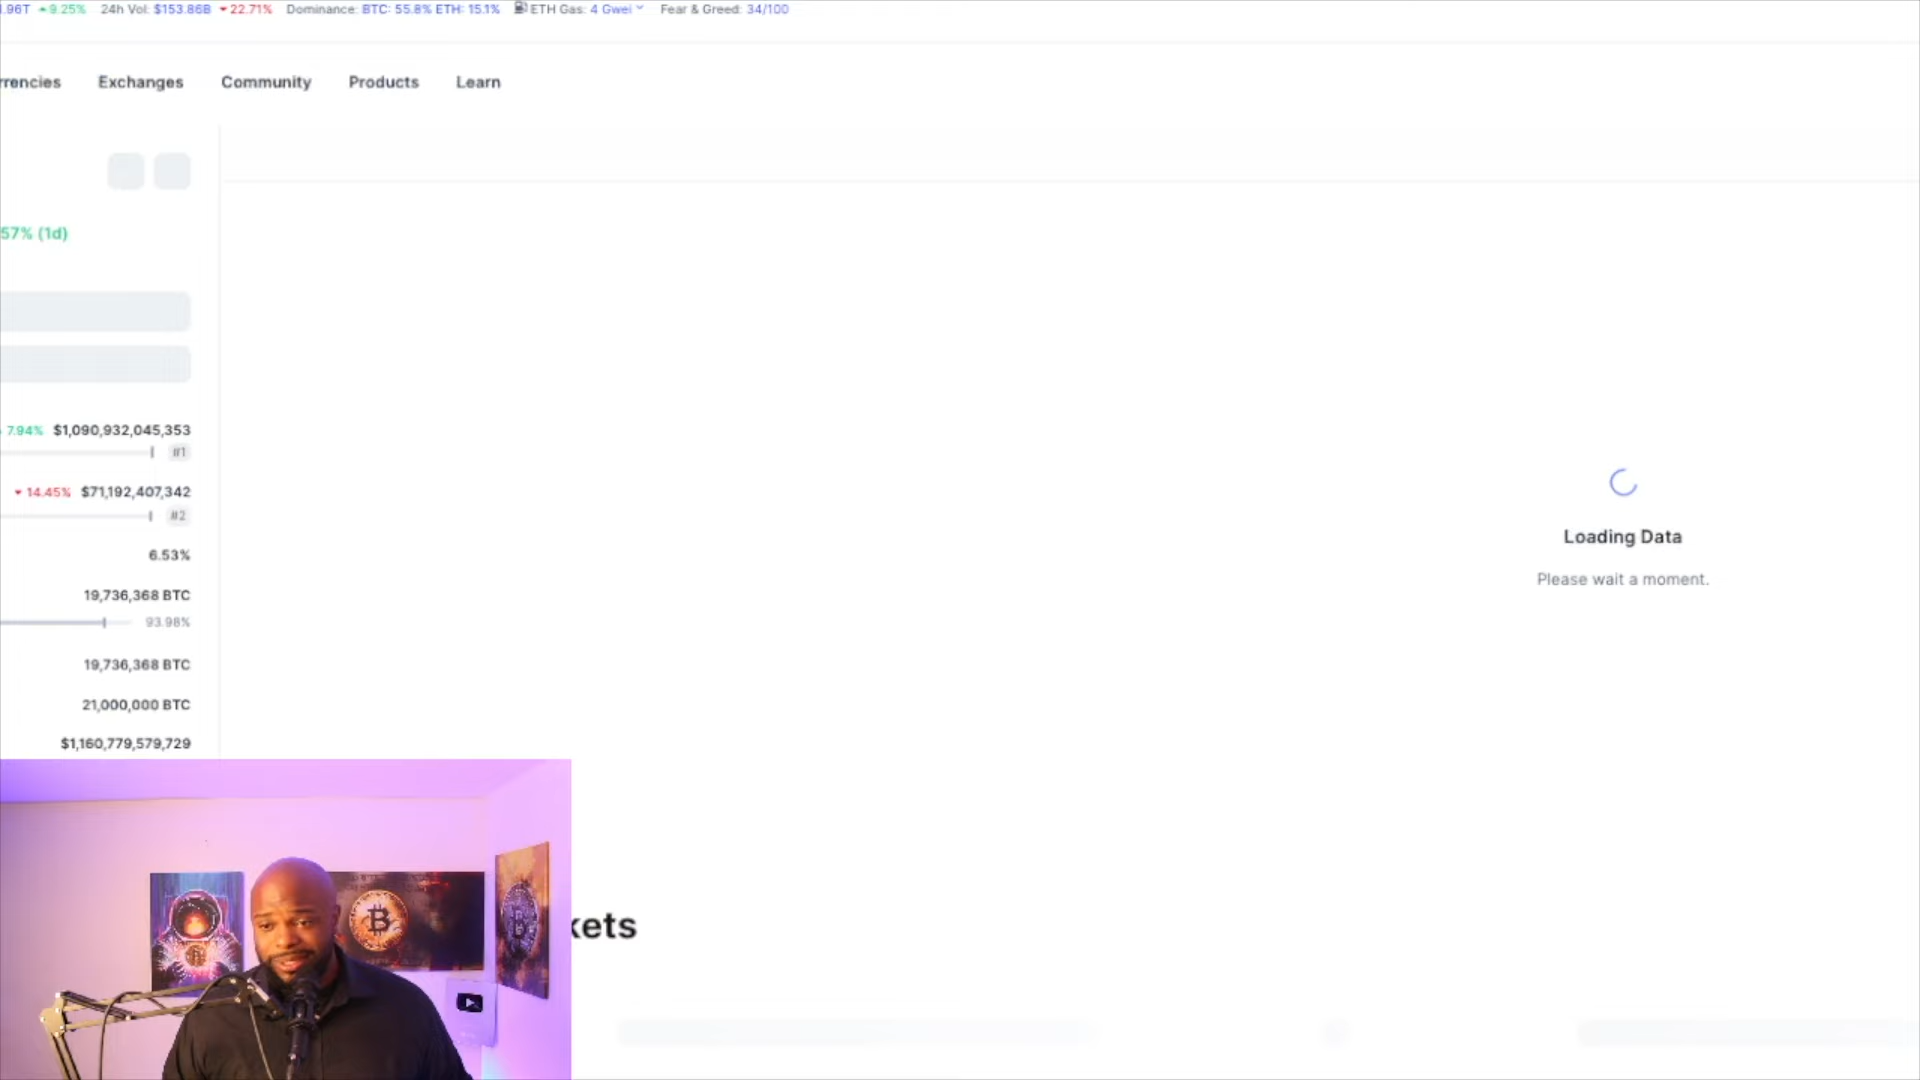 .96T 9.25% 24h Vol: $153.86B 22.71% Dominance: BTC: 55.8% ETH: 15.1% ETH Gas: 4 Gwei Fear & Greed: 34/100
rrencies Exchanges Community Products Learn
57% (1d)
7.94% $1,090,932,045,353
#1
14.45% $71,192,407,342
#2
6.53%
19,736,368 BTC
93.98%
19,736,368 BTC
21,000,000 BTC
$1,160,779,579,729
Loading Data
Please wait a moment.
kets